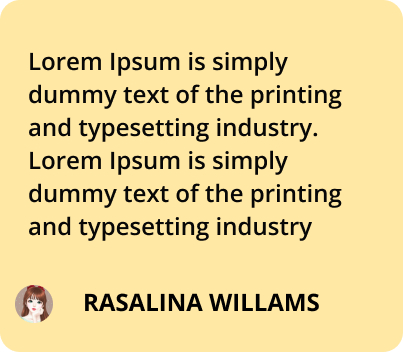 Lorem Ipsum is simply
dummy text of the printing
and typesetting industry.
Lorem Ipsum is simply
dummy text of the printing
and typesetting industry
RASALINA WILLAMS